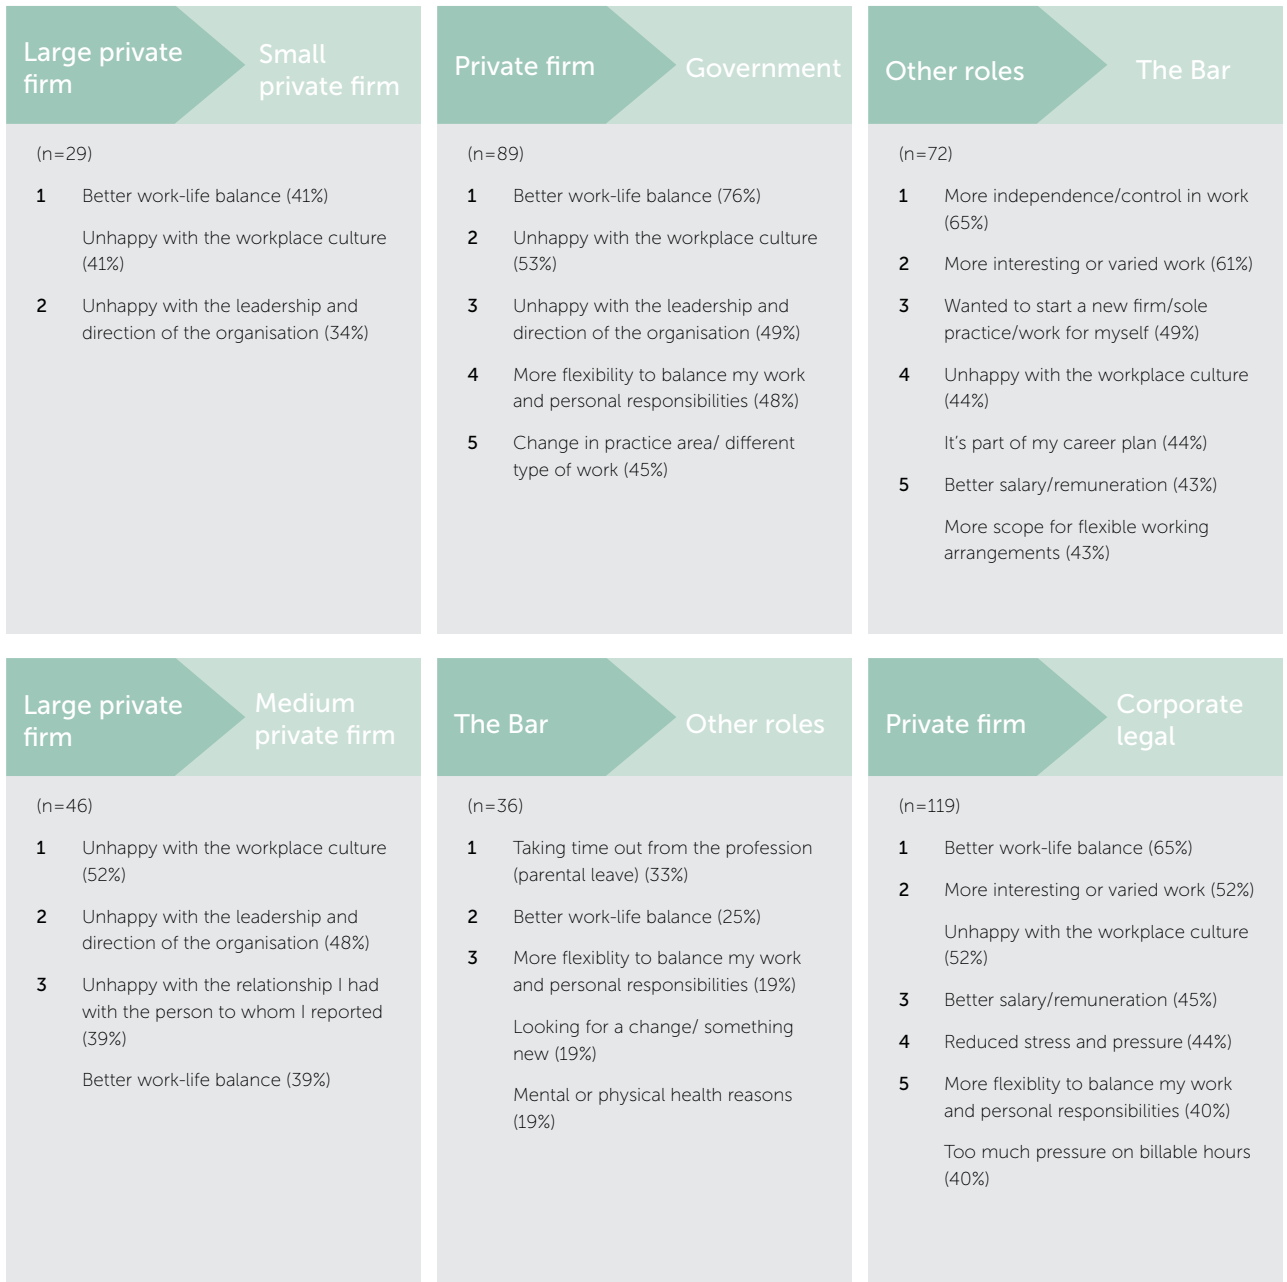 Large private
firm
Small
private firm
(n=29)
1 Better work-life balance (41%)
Unhappy with the workplace culture
(41%)
2 Unhappy with the leadership and
direction of the organisation (34%)
Private firm
Government
(n=89)
1 Better work-life balance (76%)
2 Unhappy with the workplace culture
(53%)
3 Unhappy with the leadership and
direction of the organisation (49%)
4 More flexibility to balance my work
and personal responsibilities (48%)
5 Change in practice area/ different
type of work (45%)
Other roles
The Bar
(n=72)
1 More independence/control in work
(65%)
2 More interesting or varied work (61%)
3 Wanted to start a new firm/sole
practice/work for myself (49%)
4 Unhappy with the workplace culture
(44%)
It's part of my career plan (44%)
5 Better salary/remuneration (43%)
More scope for flexible working
arrangements (43%)
Large private
firm
Medium
private firm
(n=46)
1 Unhappy with the workplace culture
(52%)
2 Unhappy with the leadership and
direction of the organisation (48%)
3 Unhappy with the relationship I had
with the person to whom I reported
(39%)
Better work-life balance (39%)
The Bar
Other roles
(n=36)
1 Taking time out from the profession
(parental leave) (33%)
2 Better work-life balance (25%)
3 More flexiblity to balance my work
and personal responsibilities (19%)
Looking for a change/ something
new (19%)
Mental or physical health reasons
(19%)
Private firm
Corporate
legal
(n=119)
1 Better work-life balance (65%)
2 More interesting or varied work (52%)
Unhappy with the workplace culture
(52%)
3 Better salary/remuneration (45%)
4 Reduced stress and pressure (44%)
5 More flexiblity to balance my work
and personal responsibilities (40%)
Too much pressure on billable hours
(40%)